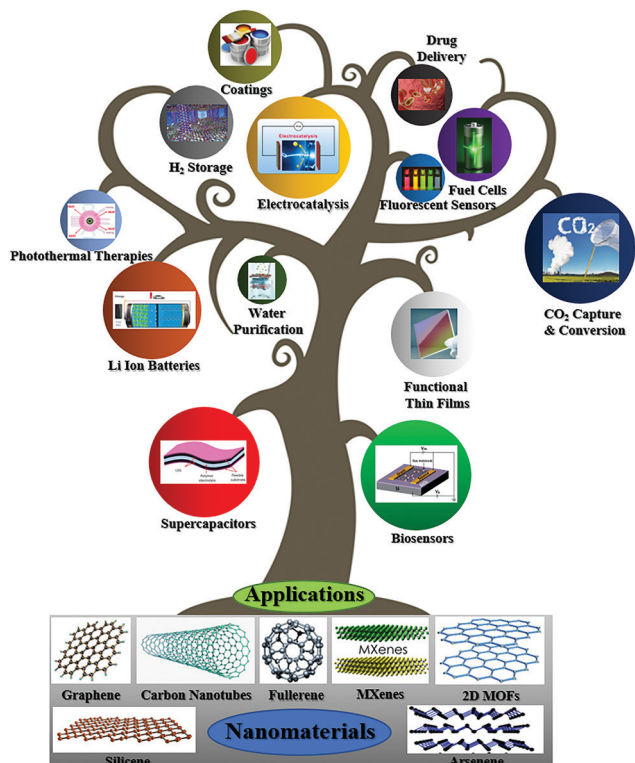 Coatings
Drug
Delivery
H₂ Storage
Electrocatalysis
Electrocatalysis
Fuel Cells
Fluorescent Sensors
Photothermal Therapies
CO₂
CO₂ Capture
& Conversion
Water
Purification
Li Ion Batteries
Functional
Thin Films
Supercapacitors
Biosensors
Applications
MXenes
Graphene
Carbon Nanotubes
Fullerene
MXenes
2D MOFs
Nanomaterials
Silicene
Arsenene